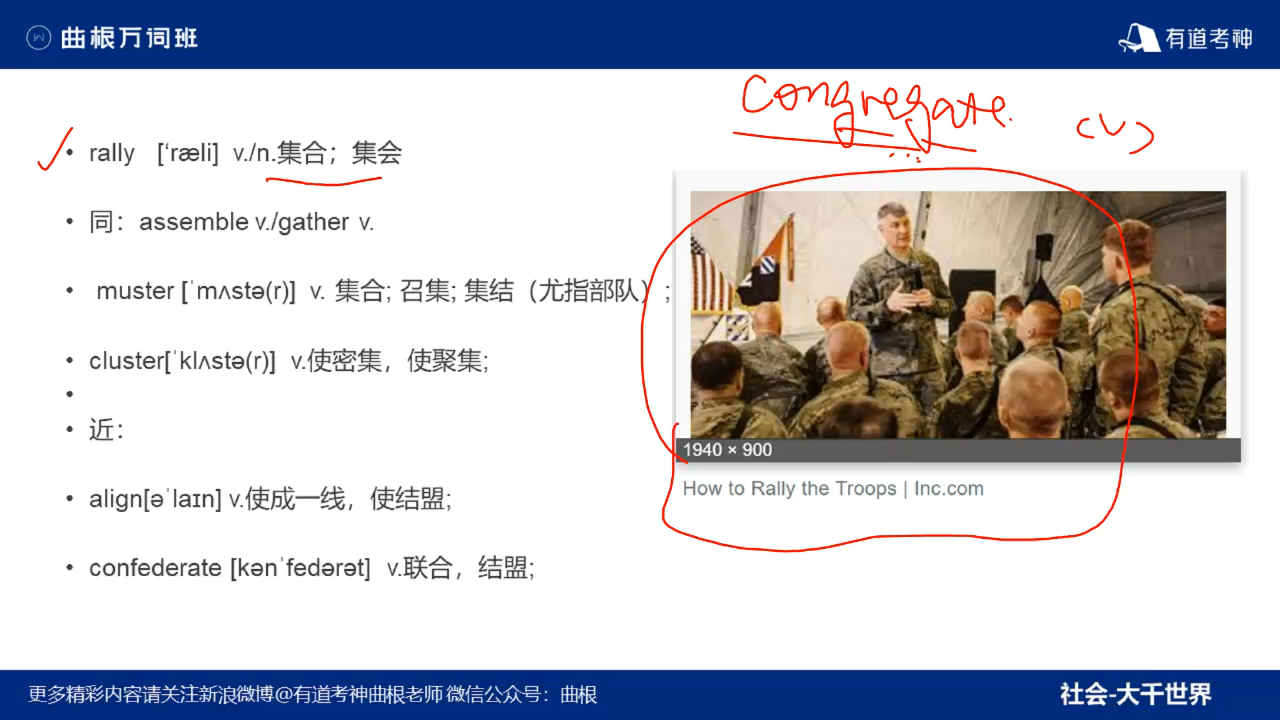 曲根万词班
有道考神
congregate.
(v)
• rally [‘ræli] v./n.集合；集会
• 同：assemble v./gather v.
• muster [ˈmʌstə(r)] v. 集合; 召集; 集结（尤指部队）;
• cluster[ˈklʌstə(r)] v.使密集，使聚集;
•
• 近：
• align[əˈlaɪn] v.使成一线，使结盟;
• confederate [kənˈfedərət] v.联合，结盟;
1940 × 900
How to Rally the Troops | Inc.com
更多精彩内容请关注新浪微博@有道考神曲根老师 微信公众号：曲根
社会-大千世界